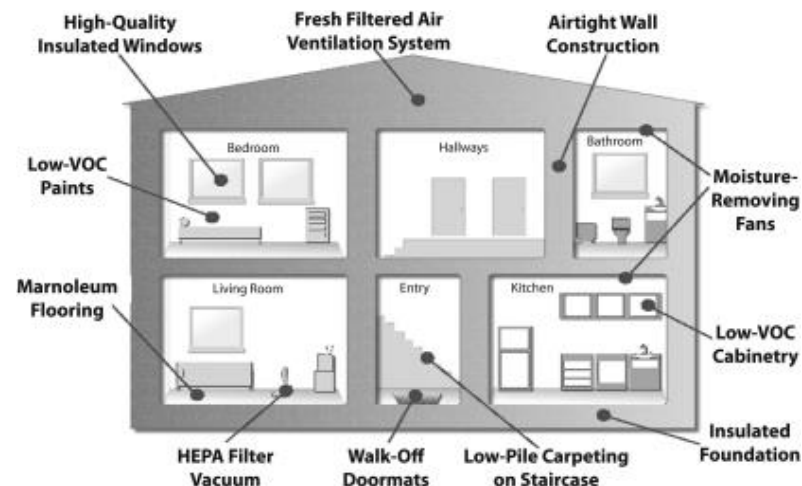 High-Quality
Insulated Windows
Fresh Filtered Air
Ventilation System
Airtight Wall
Construction
Bedroom
Hallways
Bathroom
Low-VOC
Paints
Moisture-
Removing
Fans
Marnoleum
Flooring
Living Room
Entry
Kitchen
Low-VOC
Cabinetry
HEPA Filter
Vacuum
Walk-Off
Doormats
Low-Pile Carpeting
on Staircase
Insulated
Foundation